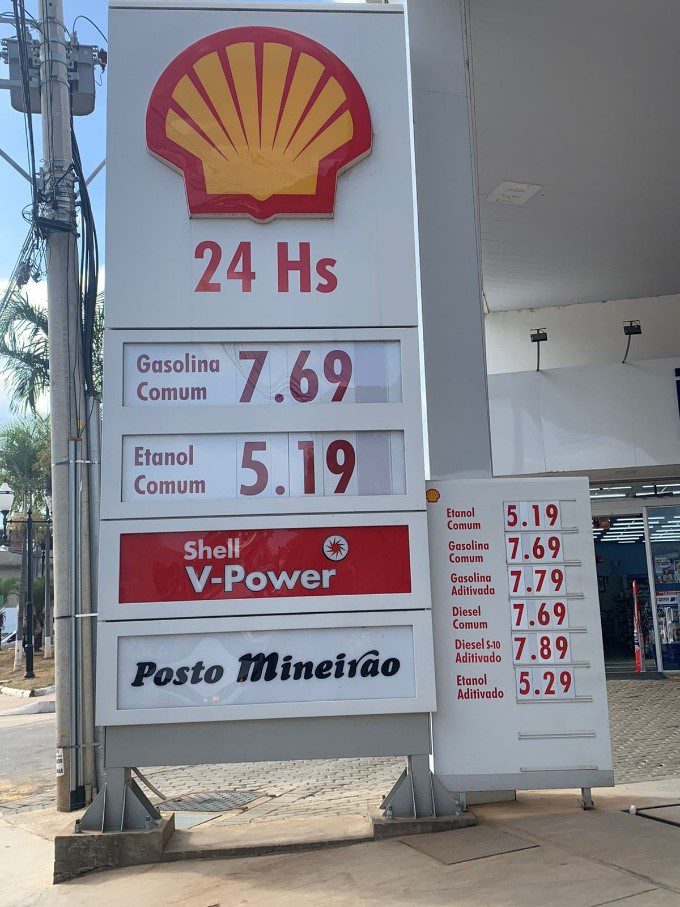 24 Hs
Gasolina
Comum
7.69
Etanol
Comum
5.19
Shell
V-Power
Posto Mineirão
Etanol
Comum
5.19
Gasolina
Comum
7.69
Gasolina
Aditivada
7.79
Diesel
Comum
7.69
Diesel S-10
Aditivado
7.89
Etanol
Aditivado
5.29